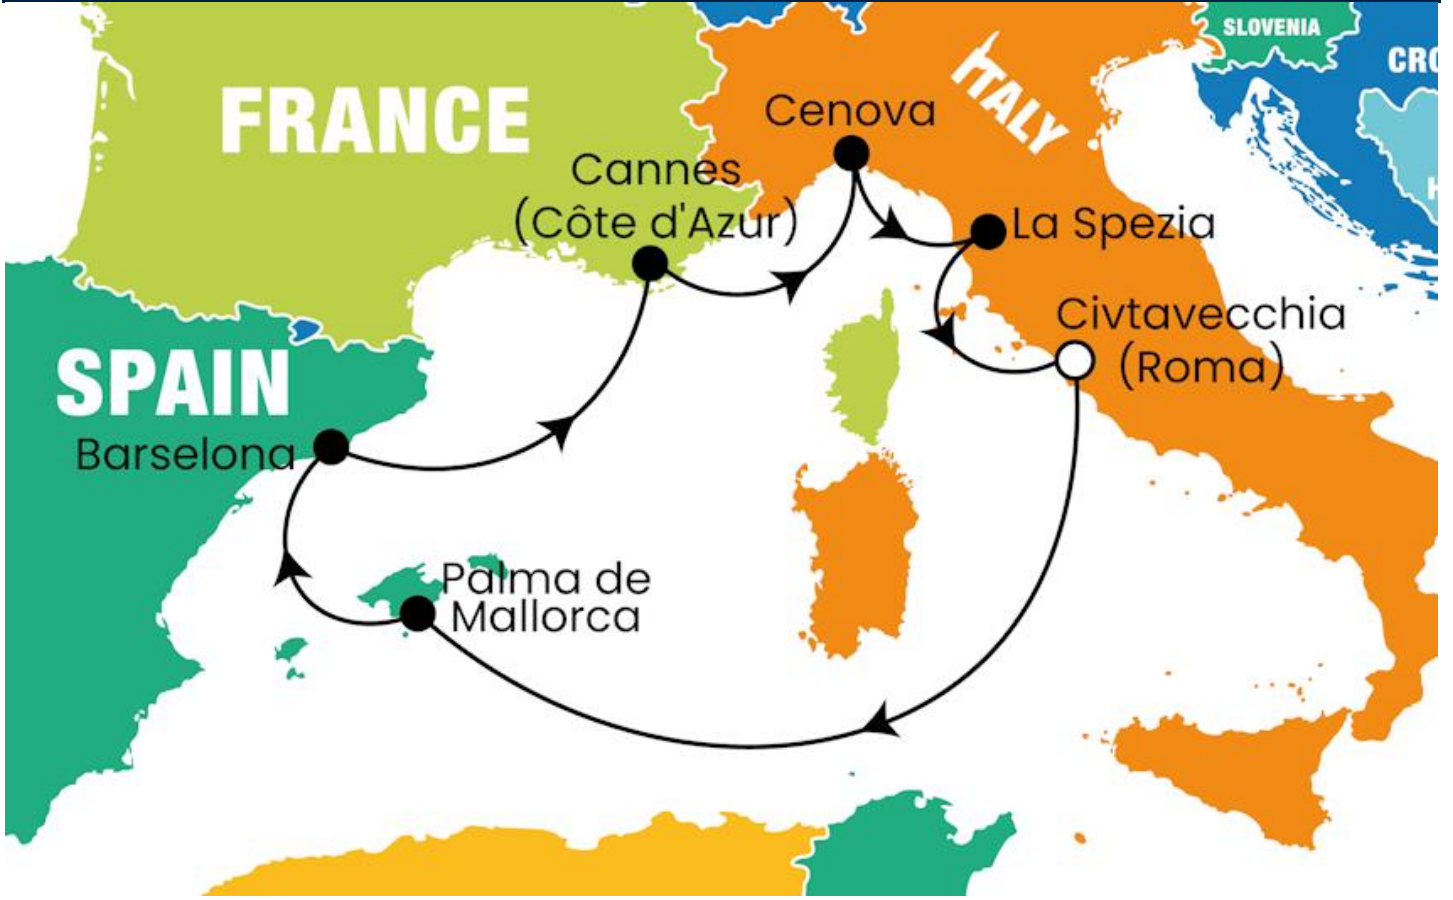 SLOVENIA
CRO
ITALY
FRANCE
Cenova
H
Cannes
(Côte d'Azur)
La Spezia
Civtavecchia
(Roma)
SPAIN
Barselona
Palma de
Mallorca